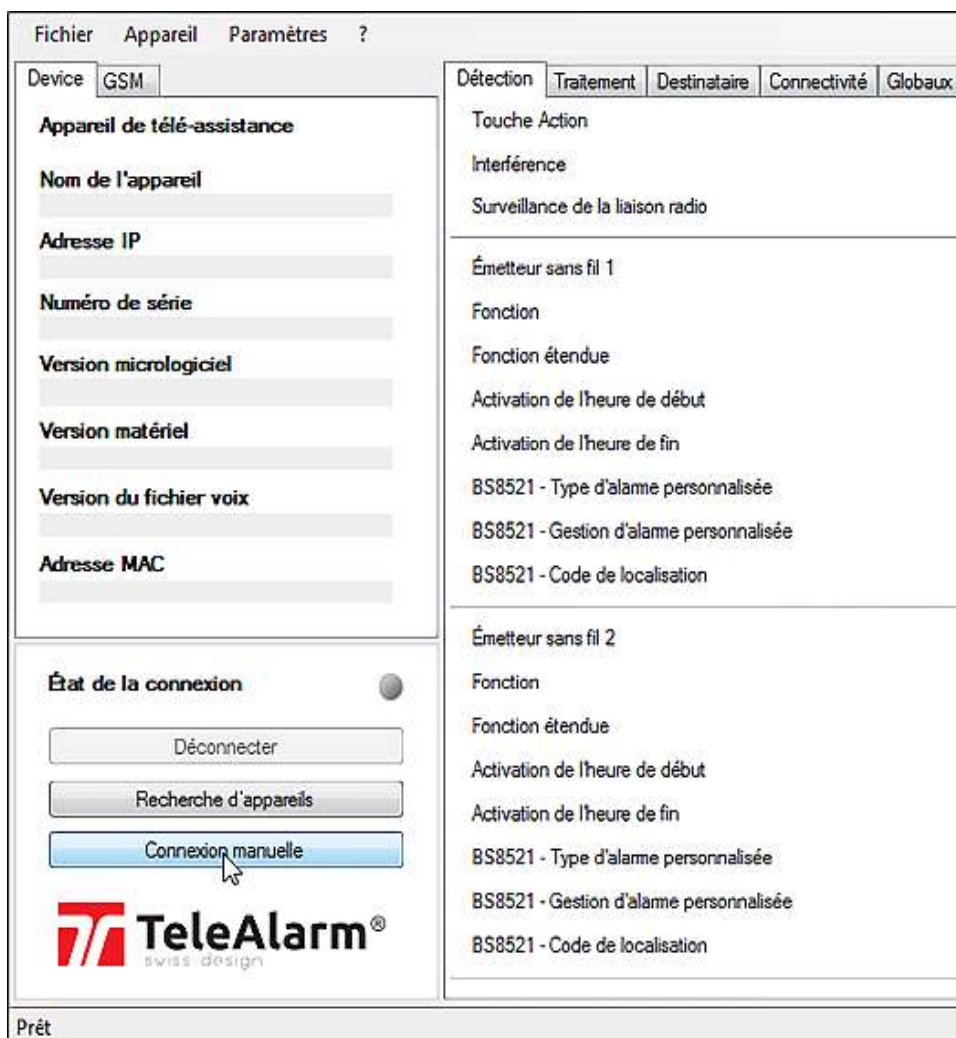 Fichier Appareil Paramètres ?
Device GSM
Appareil de télé-assistance
Nom de l'appareil
Adresse IP
Numéro de série
Version micrologiciel
Version matériel
Version du fichier voix
Adresse MAC
État de la connexion
Déconnecter
Recherche d'appareils
Connexion manuelle
TeleAlarm®
swiss design
Détection Traitement Destinataire Connectivité Globaux
Touche Action
Interférence
Surveillance de la liaison radio
Émetteur sans fil 1
Fonction
Fonction étendue
Activation de l'heure de début
Activation de l'heure de fin
BS8521 - Type d'alarme personnalisée
BS8521 - Gestion d'alarme personnalisée
BS8521 - Code de localisation
Émetteur sans fil 2
Fonction
Fonction étendue
Activation de l'heure de début
Activation de l'heure de fin
BS8521 - Type d'alarme personnalisée
BS8521 - Gestion d'alarme personnalisée
BS8521 - Code de localisation
Prêt